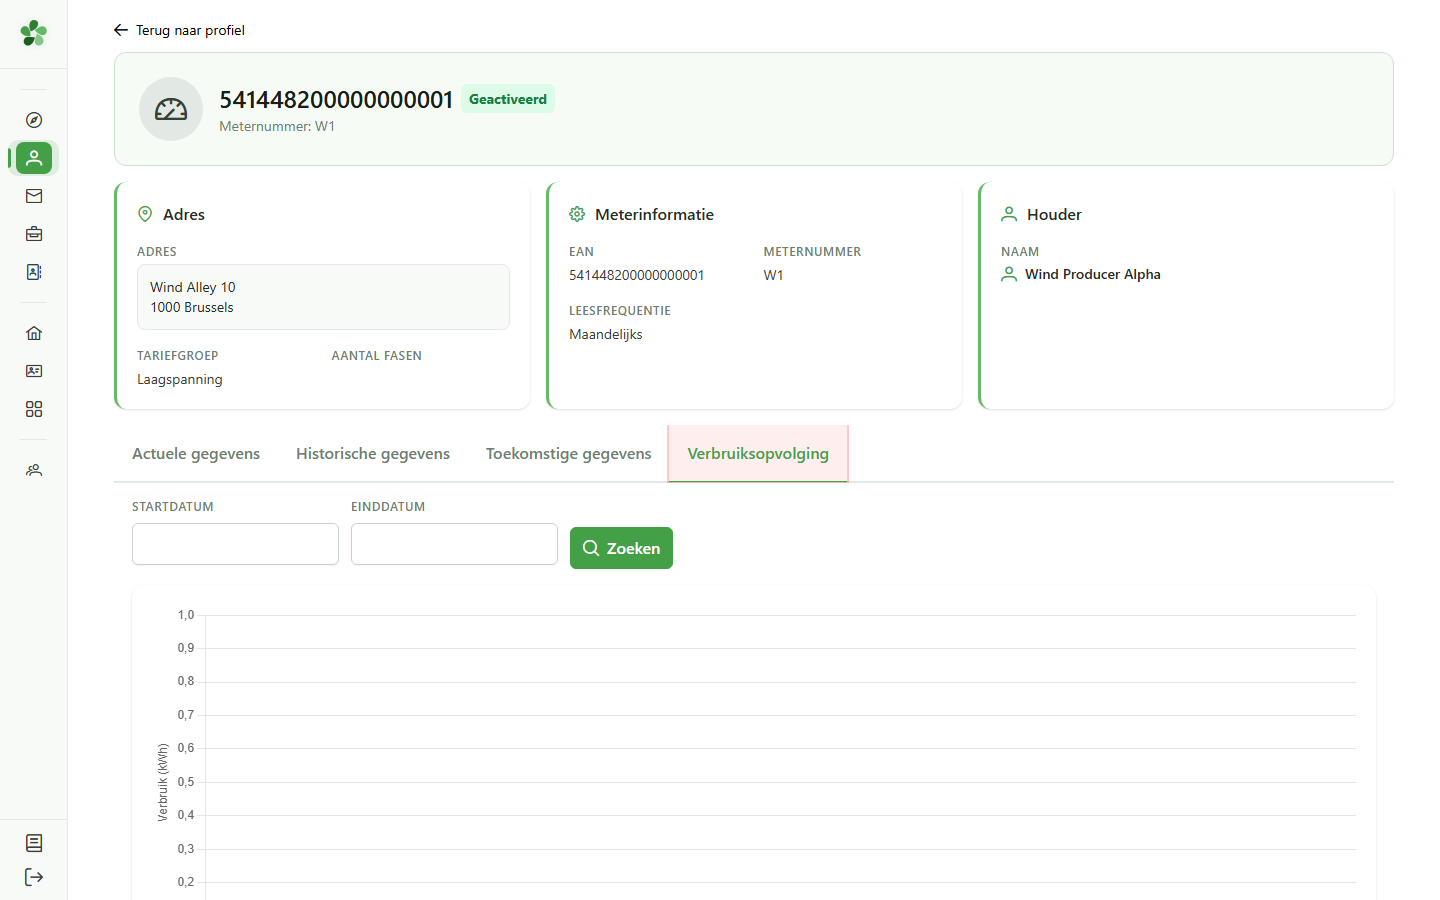 Terug naar profiel
541448200000000001 Geactiveerd
Meternummer: W1
Adres
ADRES
Wind Alley 10
1000 Brussels
TARIEFGROEP AANTAL FASEN
Laagspanning
Meterinformatie
EAN METERNUMMER
541448200000000001 W1
LEESFREQUENTIE
Maandelijks
Houder
NAAM
Wind Producer Alpha
Actuele gegevens Historische gegevens Toekomstige gegevens Verbruiksopvolging
STARTDATUM EINDDATUM
Zoeken
Verbruik (kWh)
1,0
0,9
0,8
0,7
0,6
0,5
0,4
0,3
0,2